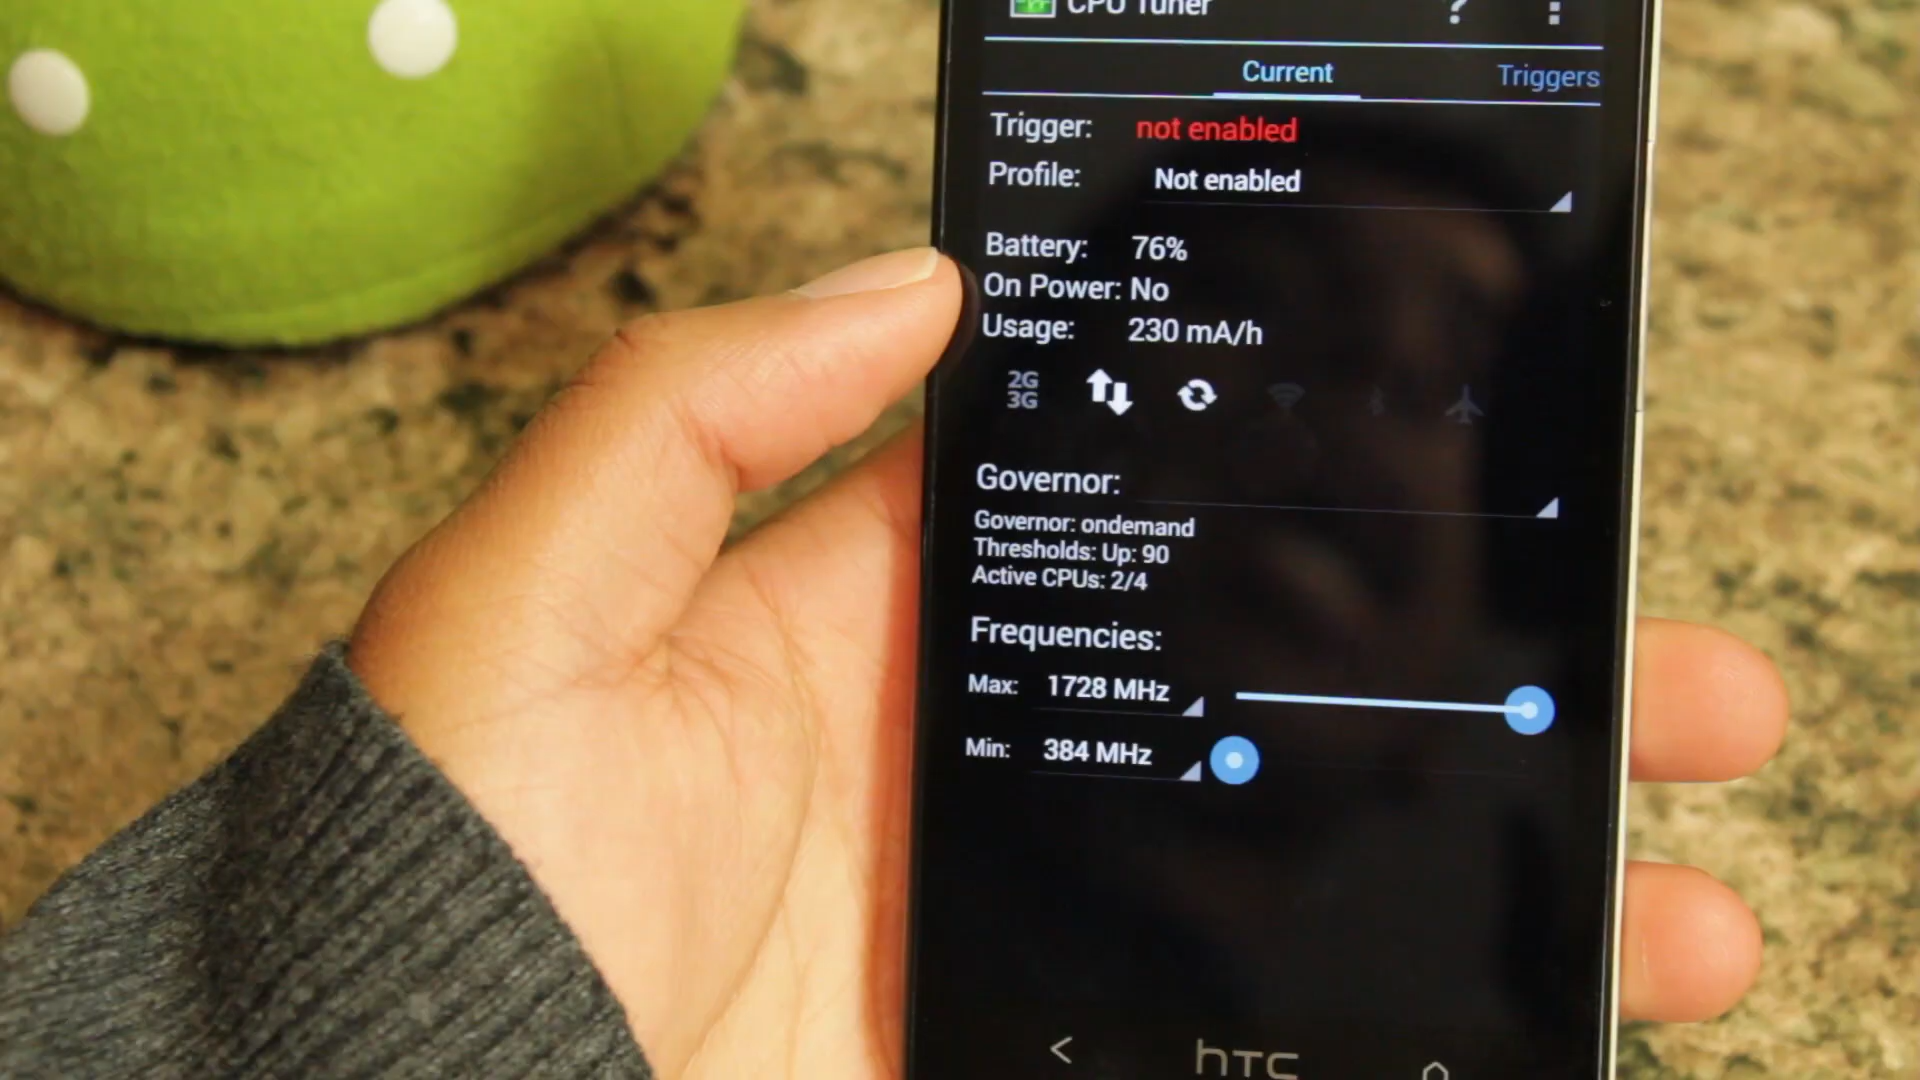 CPU Tuner ?
Current Triggers
Trigger: not enabled
Profile: Not enabled
Battery: 76%
On Power: No
Usage: 230 mA/h
2G
3G
Governor:
Governor: ondemand
Thresholds: Up: 90
Active CPUs: 2/4
Frequencies:
Max: 1728 MHz
Min: 384 MHz
hTC